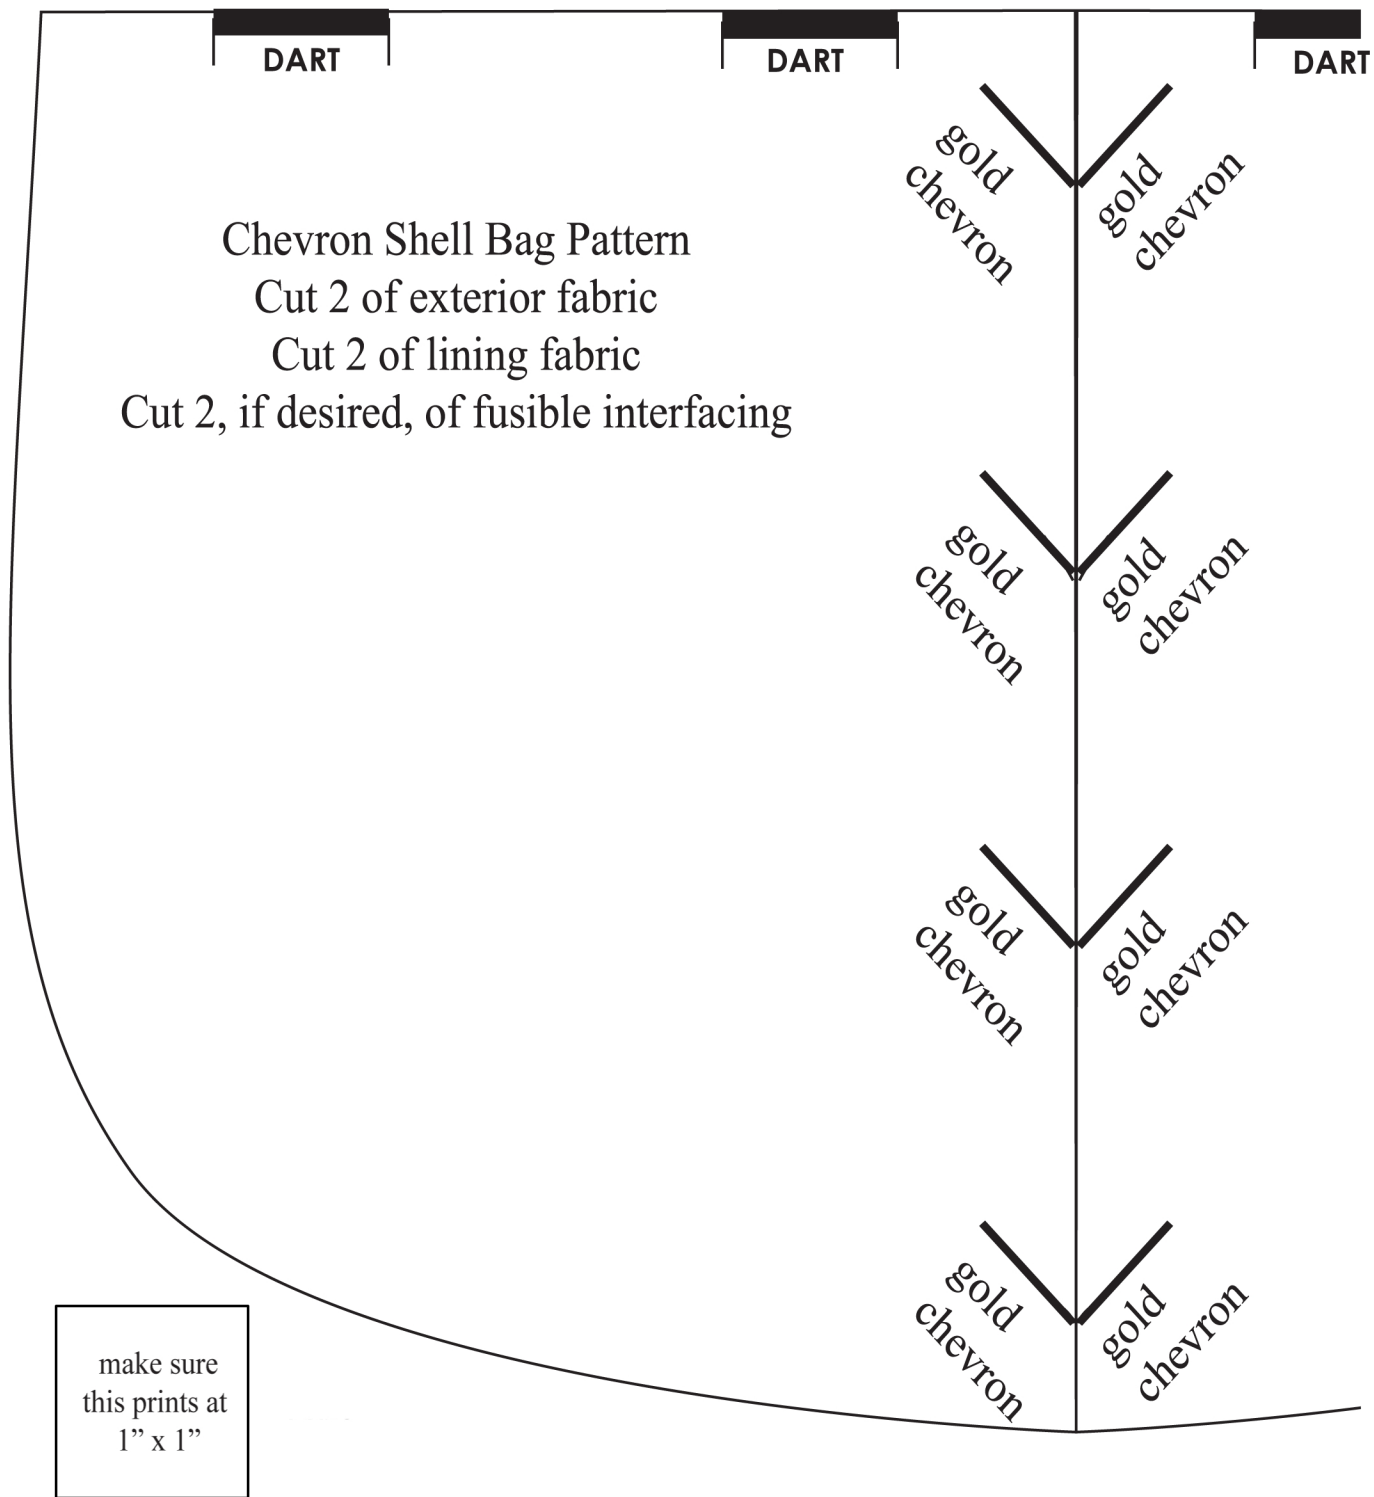 DART
DART
DART
gold
chevron
gold
chevron
Chevron Shell Bag Pattern
Cut 2 of exterior fabric
Cut 2 of lining fabric
Cut 2, if desired, of fusible interfacing
gold
chevron
gold
chevron
gold
chevron
gold
chevron
gold
chevron
gold
chevron
make sure
this prints at
1” x 1”